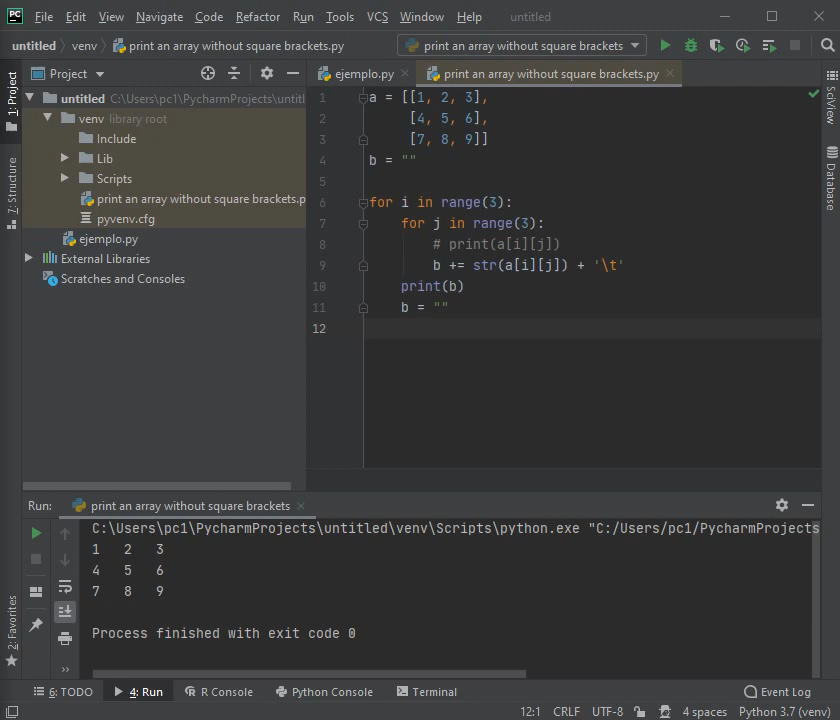 PC File Edit View Navigate Code Refactor Run Tools VCS Window Help untitled
untitled venv print an array without square brackets.py print an array without square brackets
1: Project
Project
ejemplo.py
print an array without square brackets.py
untitled C:\Users\pc1\PycharmProjects\untitl
venv library root
Include
Lib
Scripts
print an array without square brackets.p
pyvenv.cfg
ejemplo.py
External Libraries
Scratches and Consoles
7: Structure
1 a = [[1, 2, 3],
2 [4, 5, 6],
3 [7, 8, 9]]
4 b = ""
5
6 for i in range(3):
7 for j in range(3):
8 # print(a[i][j])
9 b += str(a[i][j]) + '\t'
10 print(b)
11 b = ""
12
SciView
Database
Run: print an array without square brackets
C:\Users\pc1\PycharmProjects\untitled\venv\Scripts\python.exe "C:/Users/pc1/PycharmProjects
1 2 3
4 5 6
7 8 9
Process finished with exit code 0
2: Favorites
6: TODO 4: Run R Console Python Console Terminal Event Log
12:1 CRLF UTF-8 4 spaces Python 3.7 (venv)